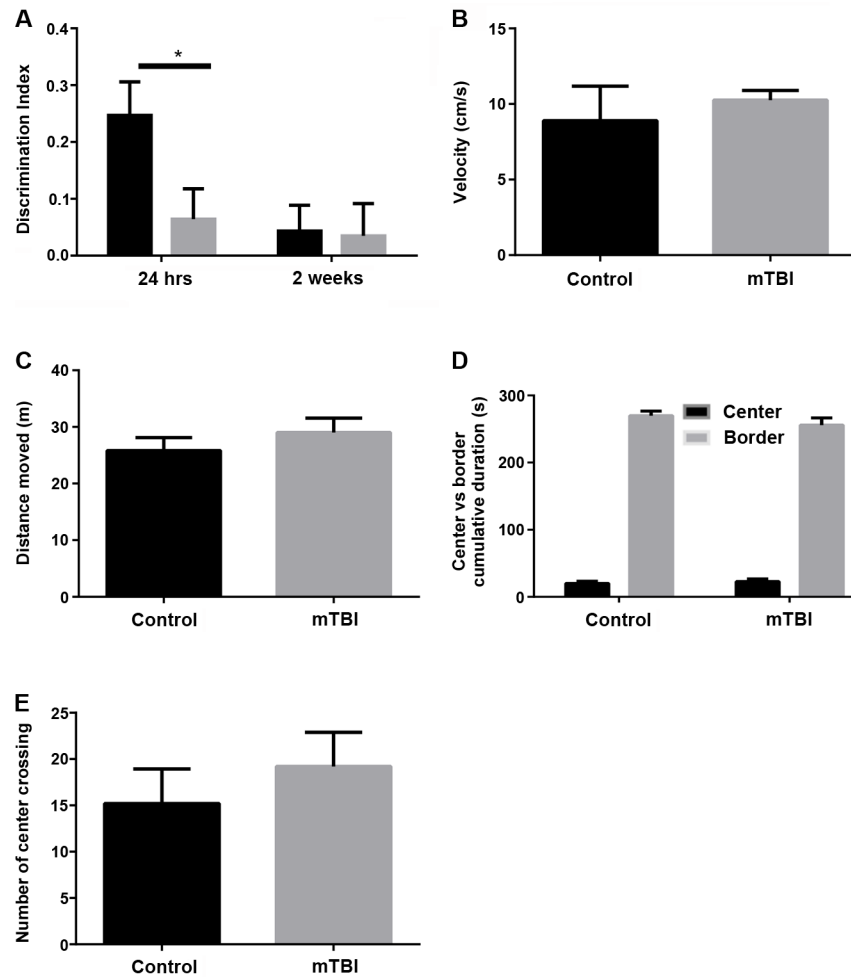 A
Discrimination Index
0.4
0.3
0.2
0.1
0.0
*
24 hrs
2 weeks
B
Velocity (cm/s)
15
10
5
0
Control
mTBI
C
Distance moved (m)
40
30
20
10
0
Control
mTBI
D
Center vs border
cumulative duration (s)
300
200
100
0
Center
Border
Control
mTBI
E
Number of center crossing
25
20
15
10
5
0
Control
mTBI